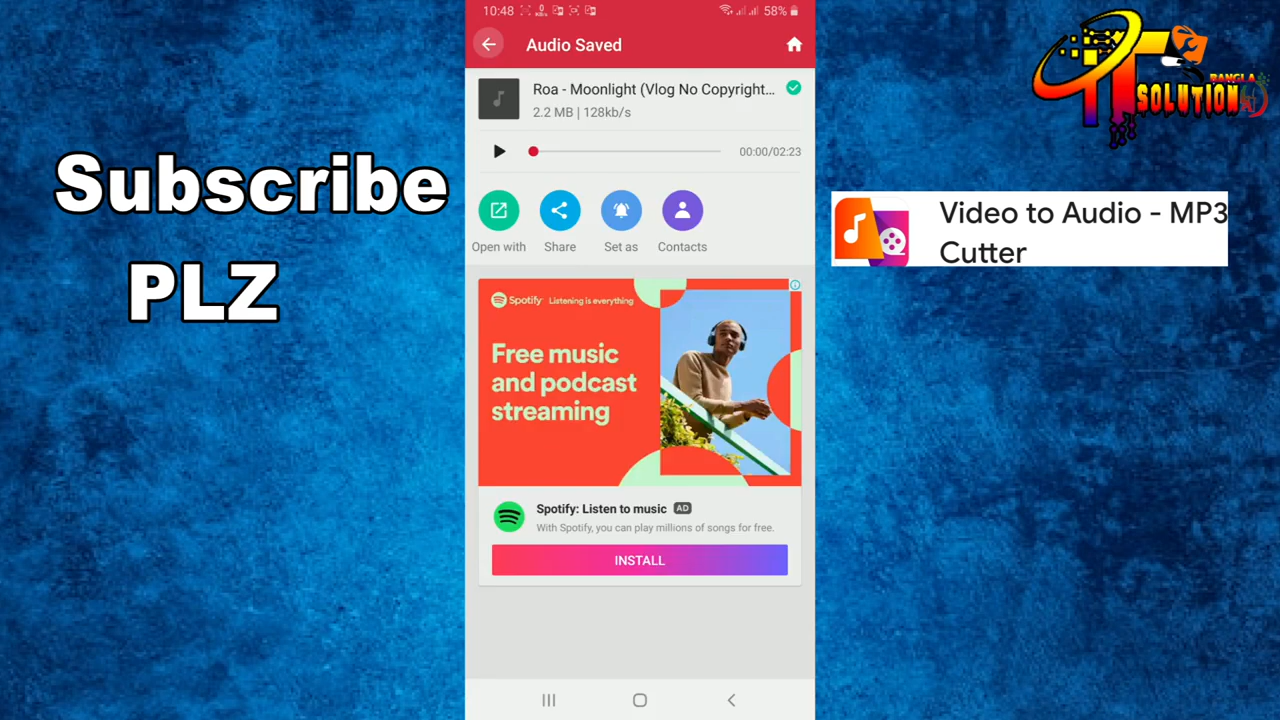 10:48
58%
Audio Saved
Roa - Moonlight (Vlog No Copyright...
2.2 MB | 128kb/s
00:00/02:23
Open with
Share
Set as
Contacts
Spotify
Listening is everything
Free music
and podcast
streaming
Spotify: Listen to music AD
With Spotify, you can play millions of songs for free.
INSTALL
Subscribe
PLZ
BANGLA
SOLUTION
Video to Audio - MP3
Cutter